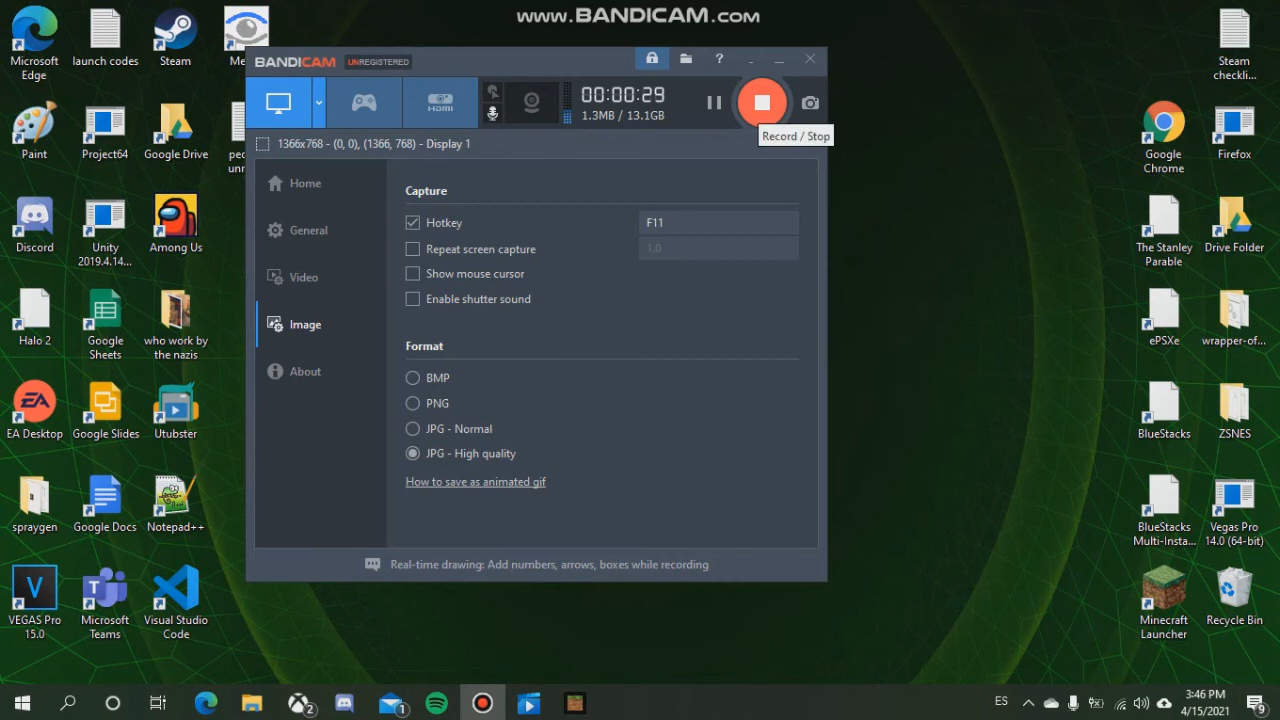 www.BANDICAM.com
Microsoft
Edge
launch codes
Steam
Me
Paint
Project64
Google Drive
Discord
Unity
2019.4.14...
Among Us
Halo 2
Google
Sheets
who work by
the nazis
EA Desktop
Google Slides
Utubster
spraygen
Google Docs
Notepad++
VEGAS Pro
15.0
Microsoft
Teams
Visual Studio
Code
BANDICAM UNREGISTERED
?
HDMI
00:00:29
1.3MB / 13.1GB
Record / Stop
1366x768 - (0, 0), (1366, 768) - Display 1
Home
General
Video
Image
About
Capture
Hotkey
F11
Repeat screen capture
1.0
Show mouse cursor
Enable shutter sound
Format
BMP
PNG
JPG - Normal
JPG - High quality
How to save as animated gif
Real-time drawing: Add numbers, arrows, boxes while recording
Steam
checkli...
Google
Chrome
Firefox
The Stanley
Parable
Drive Folder
ePSXe
wrapper-of...
BlueStacks
ZSNES
BlueStacks
Multi-Insta...
Vegas Pro
14.0 (64-bit)
Minecraft
Launcher
Recycle Bin
2
1
ES
3:46 PM
4/15/2021
9